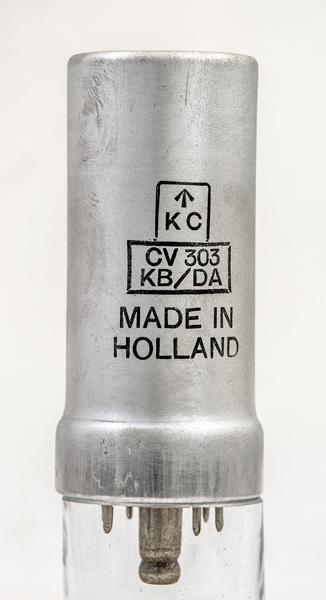 KC
CV 303
KB/DA
MADE IN
HOLLAND